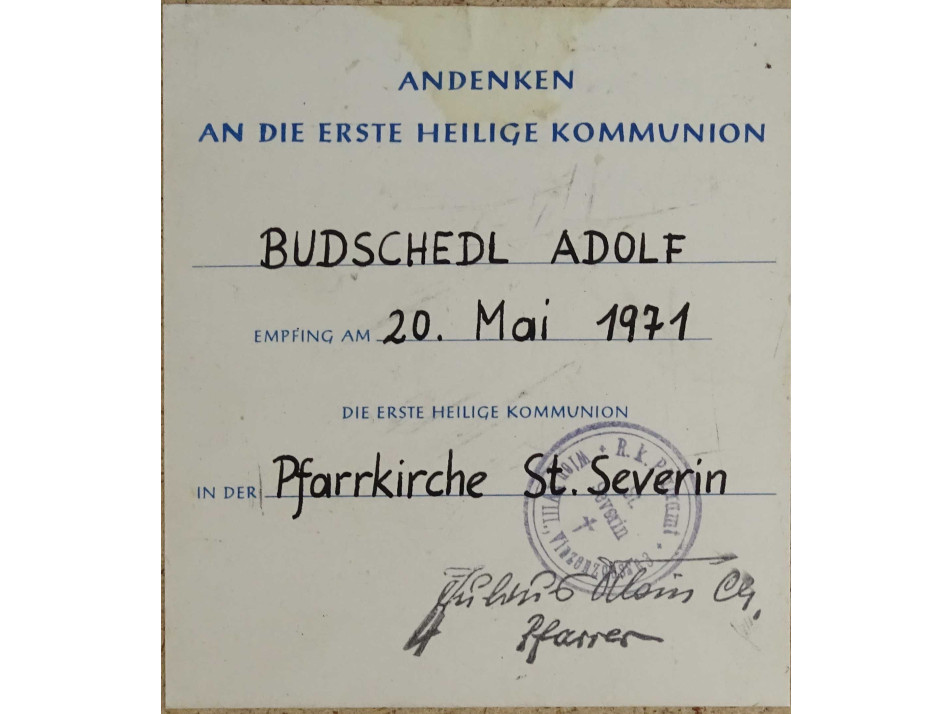 ANDENKEN
AN DIE ERSTE HEILIGE KOMMUNION
BUDSCHEDL ADOLF
EMPFING AM 20. Mai 1971
DIE ERSTE HEILIGE KOMMUNION
IN DER Pfarrkirche St. Severin
R. k.
Severin
Pfarrer